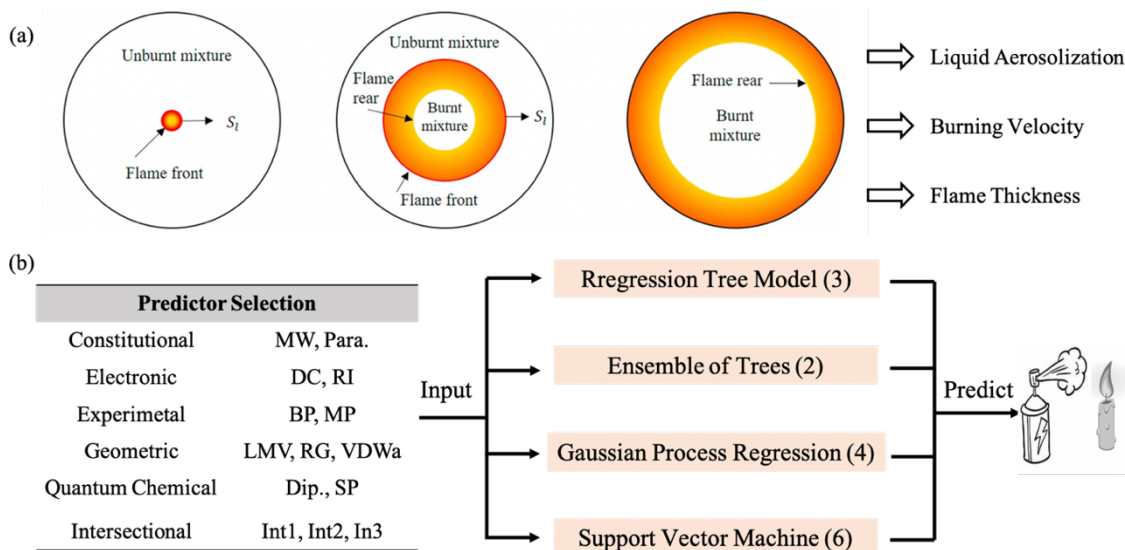 (a)
Unburnt mixture
S_l
Flame front
Unburnt mixture
Flame
rear
Burnt
mixture
S_l
Flame front
Flame rear
Burnt
mixture
Liquid Aerosolization
Burning Velocity
Flame Thickness
(b)
Predictor Selection
Constitutional MW, Para.
Electronic DC, RI
Experimetal BP, MP
Geometric LMV, RG, VDWa
Quantum Chemical Dip., SP
Intersectional Int1, Int2, In3
Input
Rregression Tree Model (3)
Ensemble of Trees (2)
Gaussian Process Regression (4)
Support Vector Machine (6)
Predict